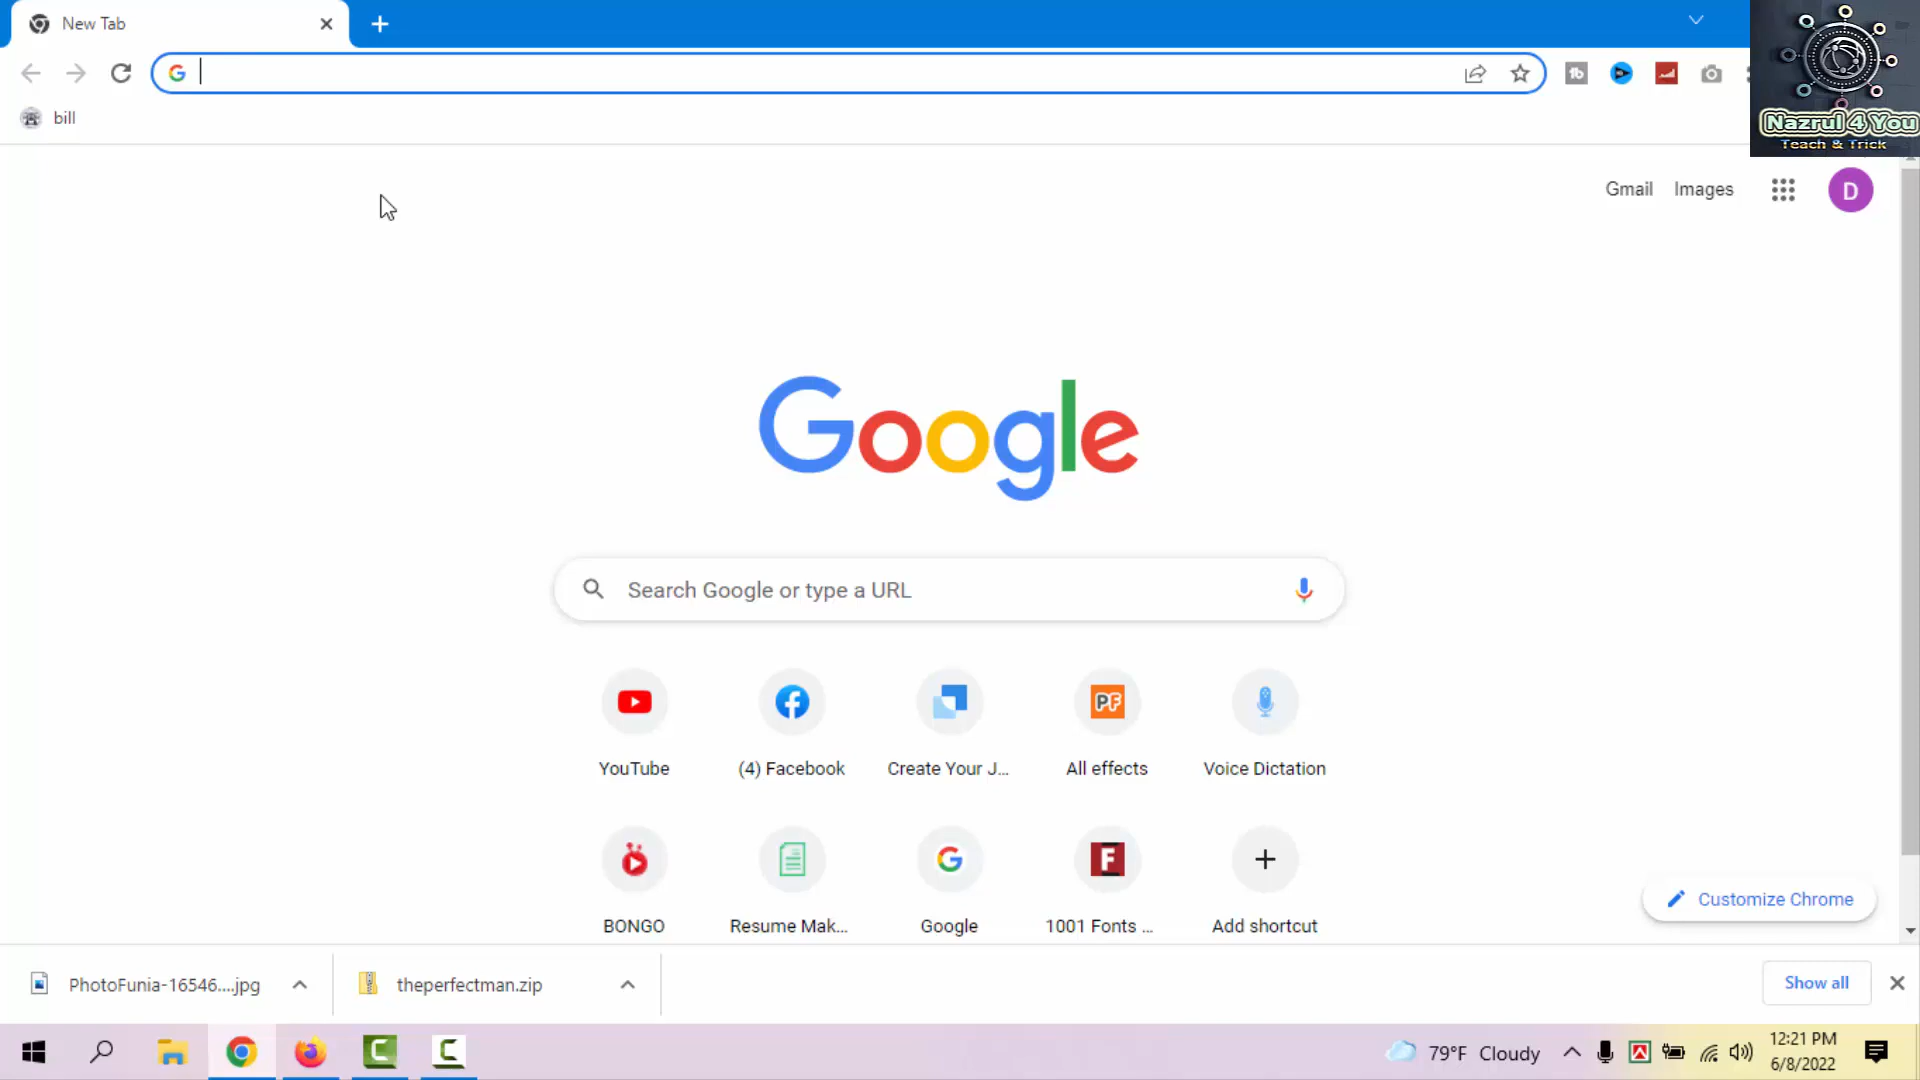 New Tab
bill
Nazrul 4 You
Teach & Trick
Gmail Images
D
Google
Search Google or type a URL
PF
YouTube (4) Facebook Create Your J... All effects Voice Dictation
F
BONGO Resume Mak... Google 1001 Fonts ... Add shortcut
Customize Chrome
PhotoFunia-16546....jpg theperfectman.zip Show all
79°F Cloudy 12:21 PM
6/8/2022